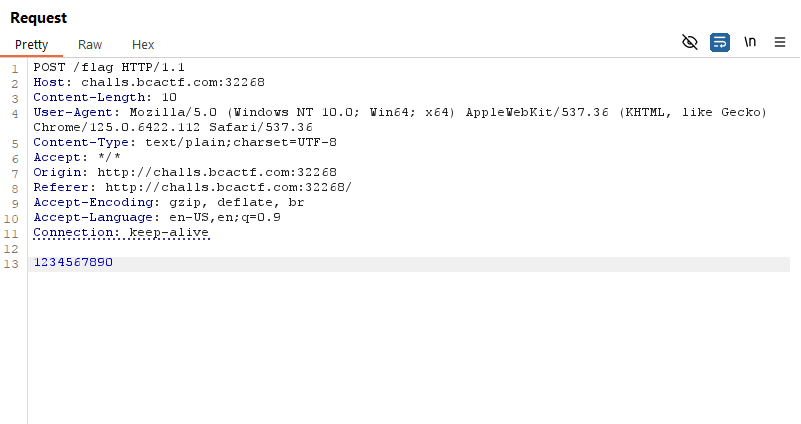 Request
Pretty Raw Hex \n
1 POST /flag HTTP/1.1
2 Host: challs.bcactf.com:32268
3 Content-Length: 10
4 User-Agent: Mozilla/5.0 (Windows NT 10.0; Win64; x64) AppleWebKit/537.36 (KHTML, like Gecko)
Chrome/125.0.6422.112 Safari/537.36
5 Content-Type: text/plain;charset=UTF-8
6 Accept: */*
7 Origin: http://challs.bcactf.com:32268
8 Referer: http://challs.bcactf.com:32268/
9 Accept-Encoding: gzip, deflate, br
10 Accept-Language: en-US,en;q=0.9
11 Connection: keep-alive
12
13 1234567890